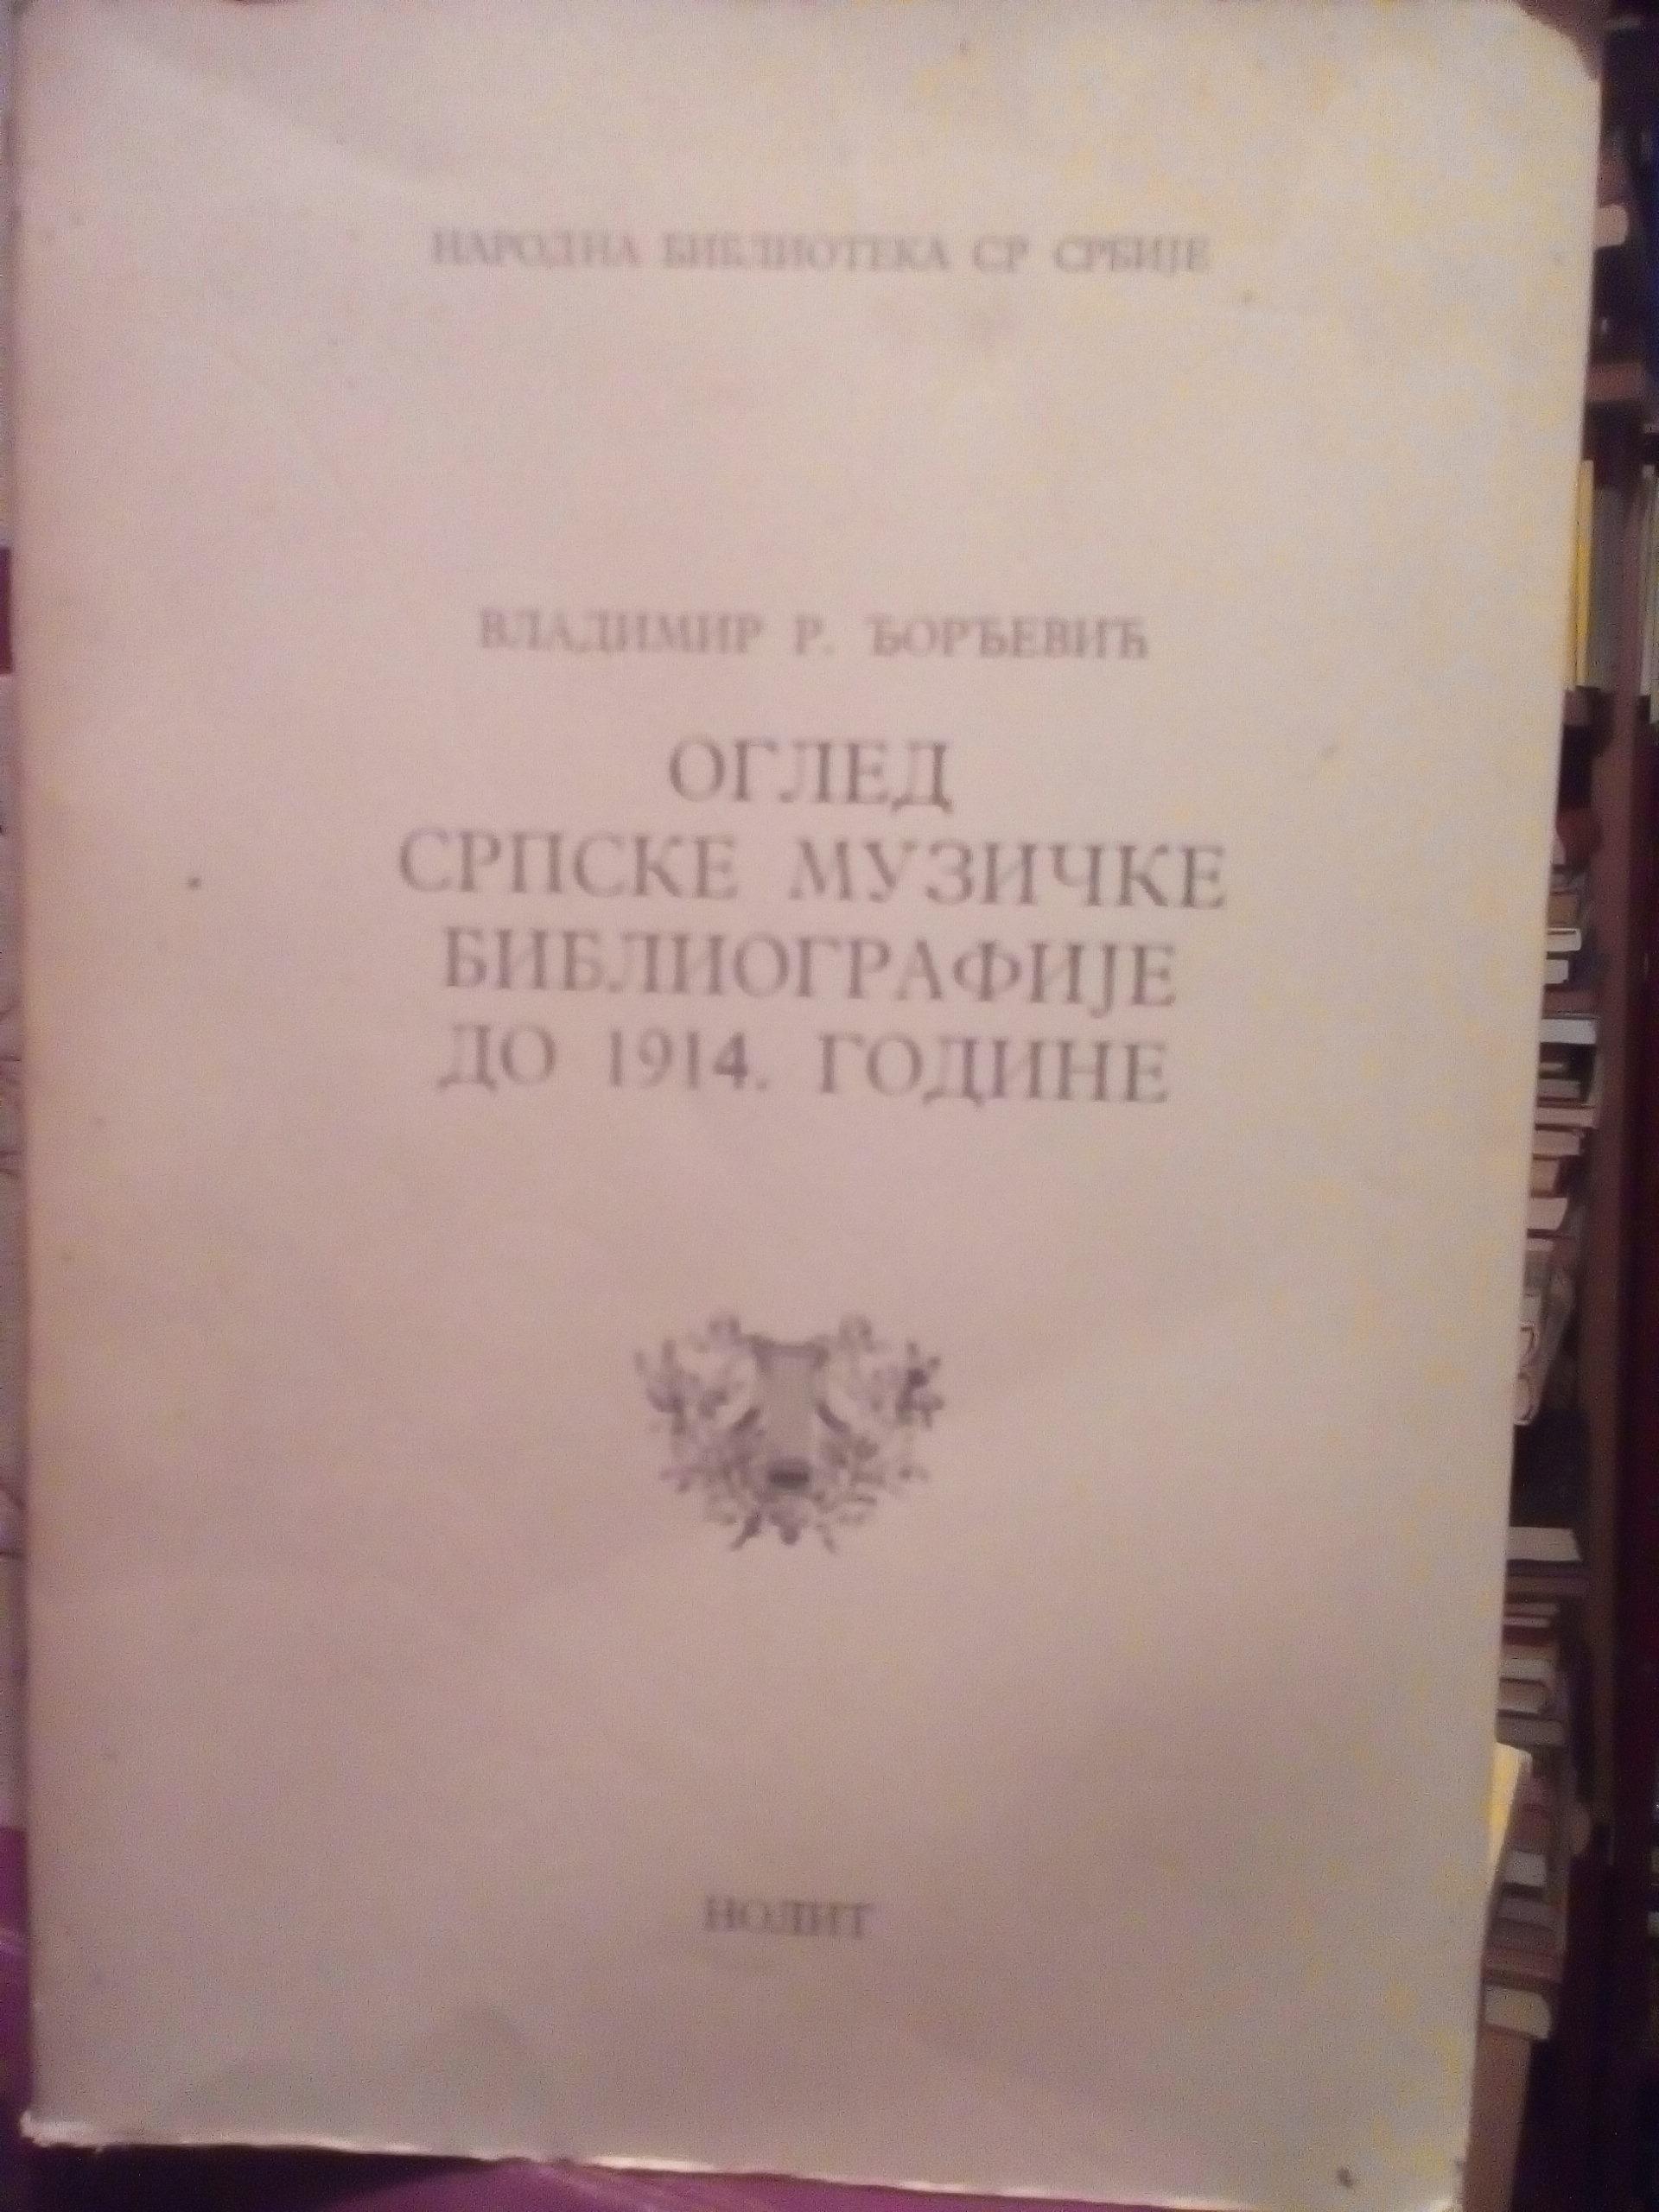 НАРОДНА БИБЛИОТЕКА СР СРБИЈЕ
ВЛАДИМИР Р. ЂОРЂЕВИЋ
ОГЛЕД
СРПСКЕ МУЗИЧКЕ
БИБЛИОГРАФИЈЕ
ДО 1914. ГОДИНЕ
НОЛИТ